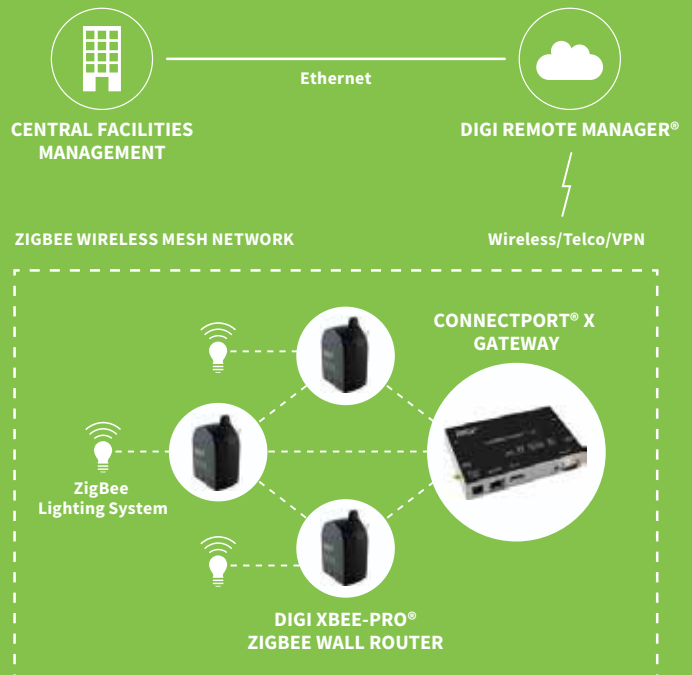 Ethernet
CENTRAL FACILITIES
MANAGEMENT
DIGI REMOTE MANAGER®
ZIGBEE WIRELESS MESH NETWORK
Wireless/Telco/VPN
CONNECTPORT® X
GATEWAY
ZigBee
Lighting System
DIGI XBEE-PRO®
ZIGBEE WALL ROUTER